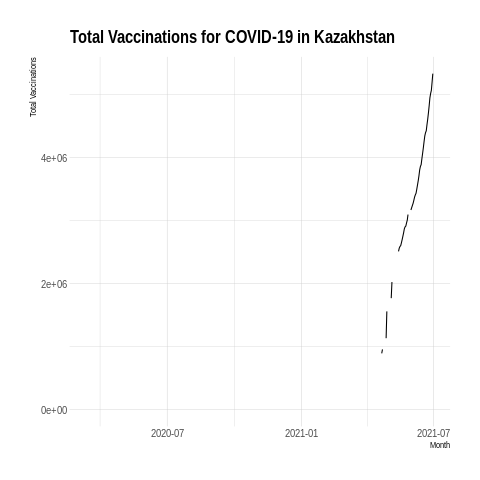 Total Vaccinations for COVID-19 in Kazakhstan
Total Vaccinations
4e+06
2e+06
0e+00
2020-07
2021-01
2021-07
Month